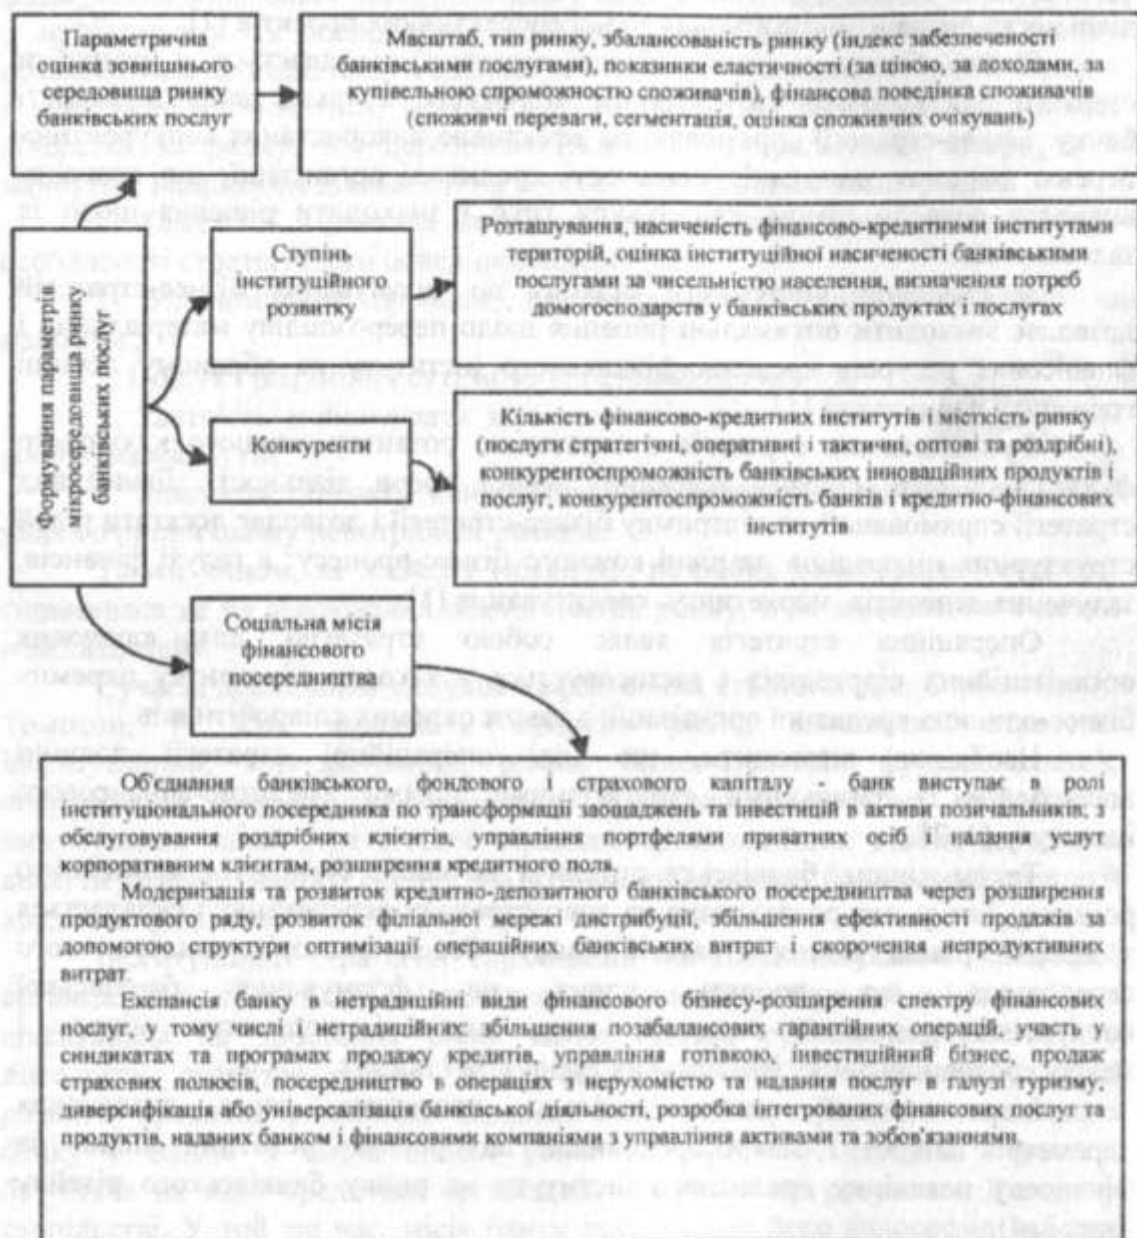 Параметрична
оцінка зовнішнього
середовища ринку
банківських послуг
Масштаб, тип ринку, збалансованість ринку (індекс забезпеченості
банківськими послугами), показники еластичності (за ціною, за доходами, за
купівельною спроможністю споживачів), фінансова поведінка споживачів
(споживчі переваги, сегментація, оцінка споживчих очікувань)
Формування параметрів
мікросередовища ринку
банківських послуг
Ступінь
інституційного
розвитку
Розташування, насиченість фінансово-кредитними інститутами
територій, оцінка інституційної насиченості банківськими
послугами за чисельністю населення, визначення потреб
домогосподарств у банківських продуктах і послугах
Конкуренти
Кількість фінансово-кредитних інститутів і місткість ринку
(послуги стратегічні, оперативні і тактичні, оптові та роздрібні),
конкурентоспроможність банківських інноваційних продуктів і
послуг, конкурентоспроможність банків і кредитно-фінансових
інститутів
Соціальна місія
фінансового
посередництва
Об'єднання банківського, фондового і страхового капіталу - банк виступає в ролі
інституціонального посередника по трансформації заощаджень та інвестицій в активи позичальників; з
обслуговування роздрібних клієнтів, управління портфелями приватних осіб і надання услуг
корпоративним клієнтам, розширення кредитного поля.
Модернізація та розвиток кредитно-депозитного банківського посередництва через розширення
продуктового ряду, розвиток філіальної мережі дистрибуції, збільшення ефективності продажів за
допомогою структури оптимізації операційних банківських витрат і скорочення непродуктивних
витрат.
Експансія банку в нетрадиційні види фінансового бізнесу-розширення спектру фінансових
послуг, у тому числі і нетрадиційних: збільшення позабалансових гарантійних операцій, участь у
синдикатах та програмах продажу кредитів, управління готівкою, інвестиційний бізнес, продаж
страхових полюсів, посередництво в операціях з нерухомістю та надання послуг в галузі туризму,
диверсифікація або універсалізація банківської діяльності, розробка інтегрованих фінансових послуг та
продуктів, наданих банком і фінансовими компаніями з управління активами та зобов'язаннями.